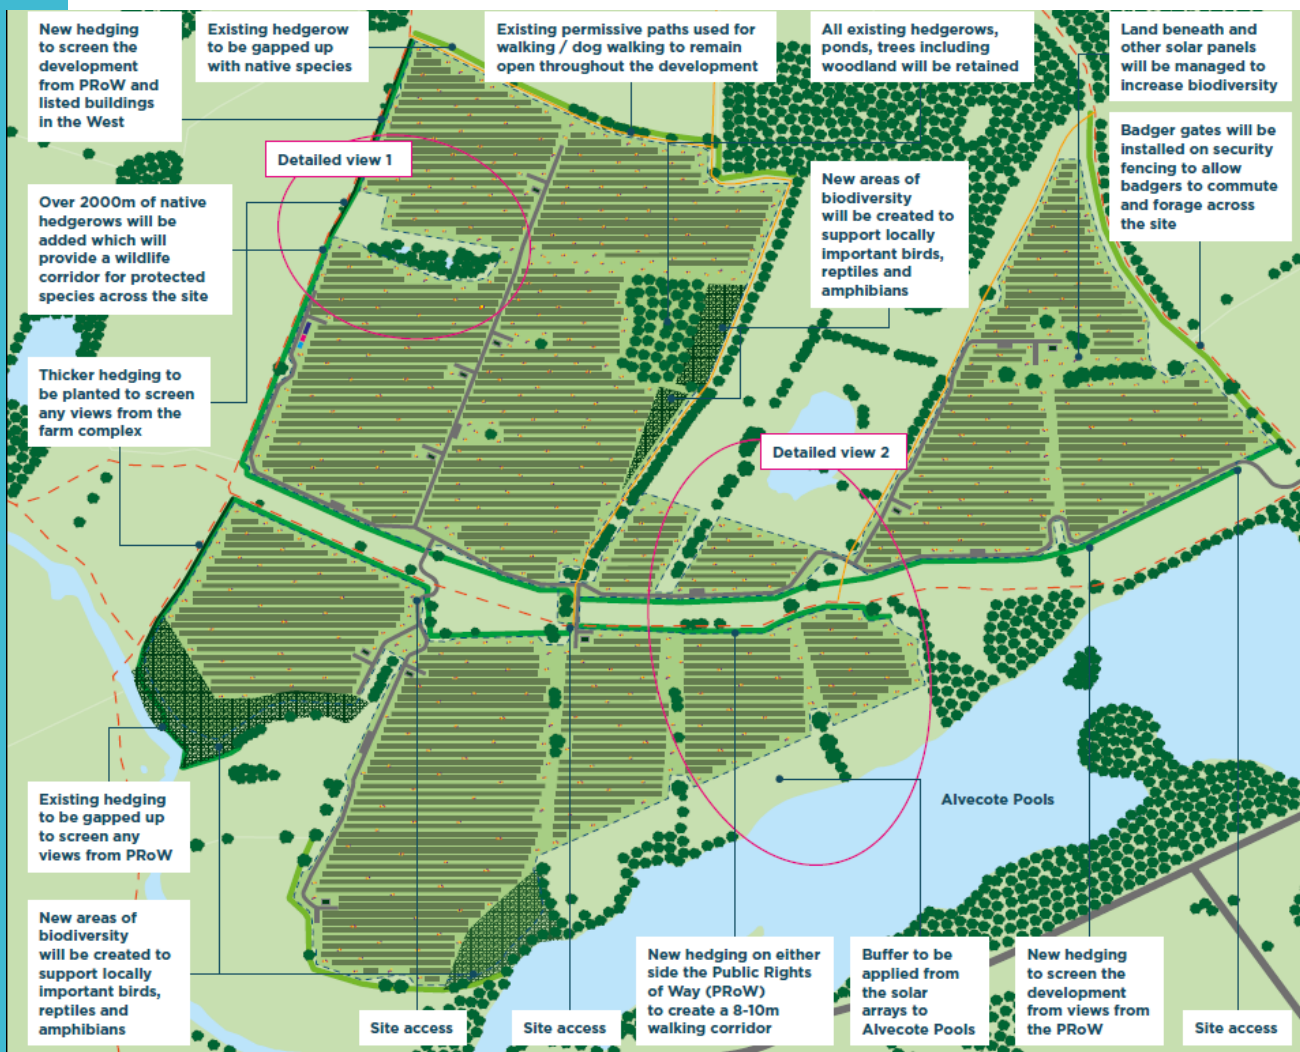 New hedging
to screen the
development
from PRoW and
listed buildings
in the West
Existing hedgerow
to be gapped up
with native species
Existing permissive paths used for
walking / dog walking to remain
open throughout the development
All existing hedgerows,
ponds, trees including
woodland will be retained
Land beneath and
other solar panels
will be managed to
increase biodiversity
Badger gates will be
installed on security
fencing to allow
badgers to commute
and forage across
the site
Detailed view 1
New areas of
biodiversity
will be created to
support locally
important birds,
reptiles and
amphibians
Over 2000m of native
hedgerows will be
added which will
provide a wildlife
corridor for protected
species across the site
Thicker hedging to
be planted to screen
any views from the
farm complex
Detailed view 2
Existing hedging
to be gapped up
to screen any
views from PRoW
Alvecote Pools
New areas of
biodiversity
will be created to
support locally
important birds,
reptiles and
amphibians
Site access
Site access
New hedging on either
side the Public Rights
of Way (PRoW)
to create a 8-10m
walking corridor
Buffer to be
applied from
the solar
arrays to
Alvecote Pools
New hedging
to screen the
development
from views from
the PRoW
Site access